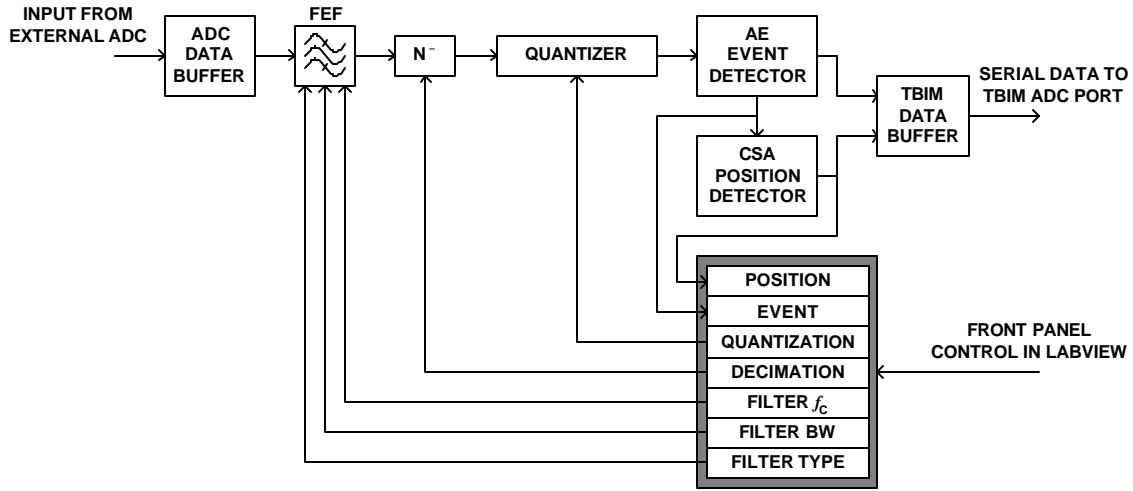 INPUT FROM
EXTERNAL ADC
ADC
DATA
BUFFER
FEF
N⁻
QUANTIZER
AE
EVENT
DETECTOR
TBIM
DATA
BUFFER
SERIAL DATA TO
TBIM ADC PORT
CSA
POSITION
DETECTOR
POSITION
EVENT
QUANTIZATION
DECIMATION
FILTER fC
FILTER BW
FILTER TYPE
FRONT PANEL
CONTROL IN LABVIEW